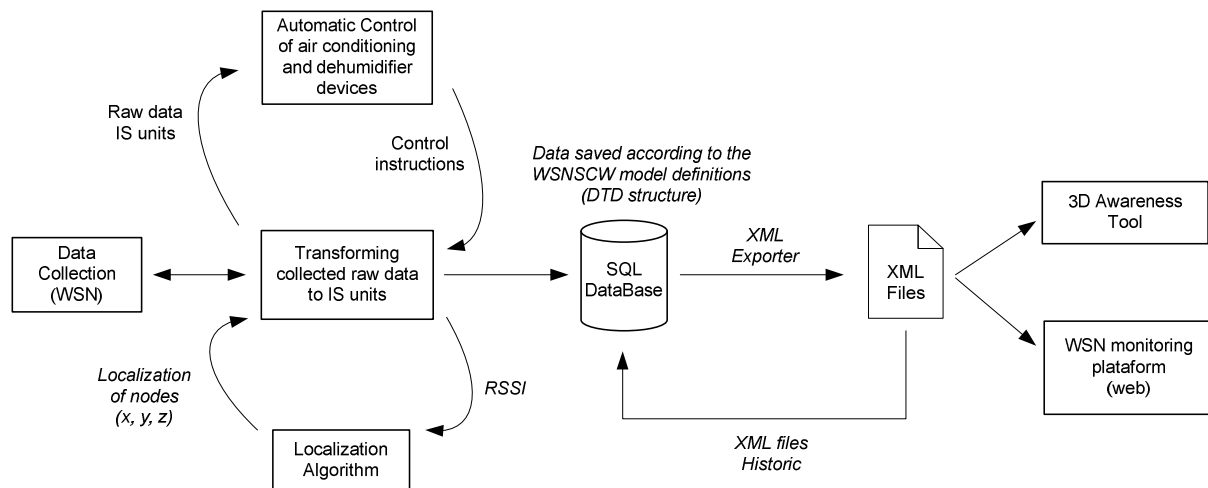 Automatic Control
of air conditioning
and dehumidifier
devices
Raw data
IS units
Control
instructions
Data saved according to the
WSNSCW model definitions
(DTD structure)
3D Awareness
Tool
Data
Collection
(WSN)
Transforming
collected raw data
to IS units
SQL
DataBase
XML
Exporter
XML
Files
WSN monitoring
plataform
(web)
Localization
of nodes
(x, y, z)
RSSI
Localization
Algorithm
XML files
Historic